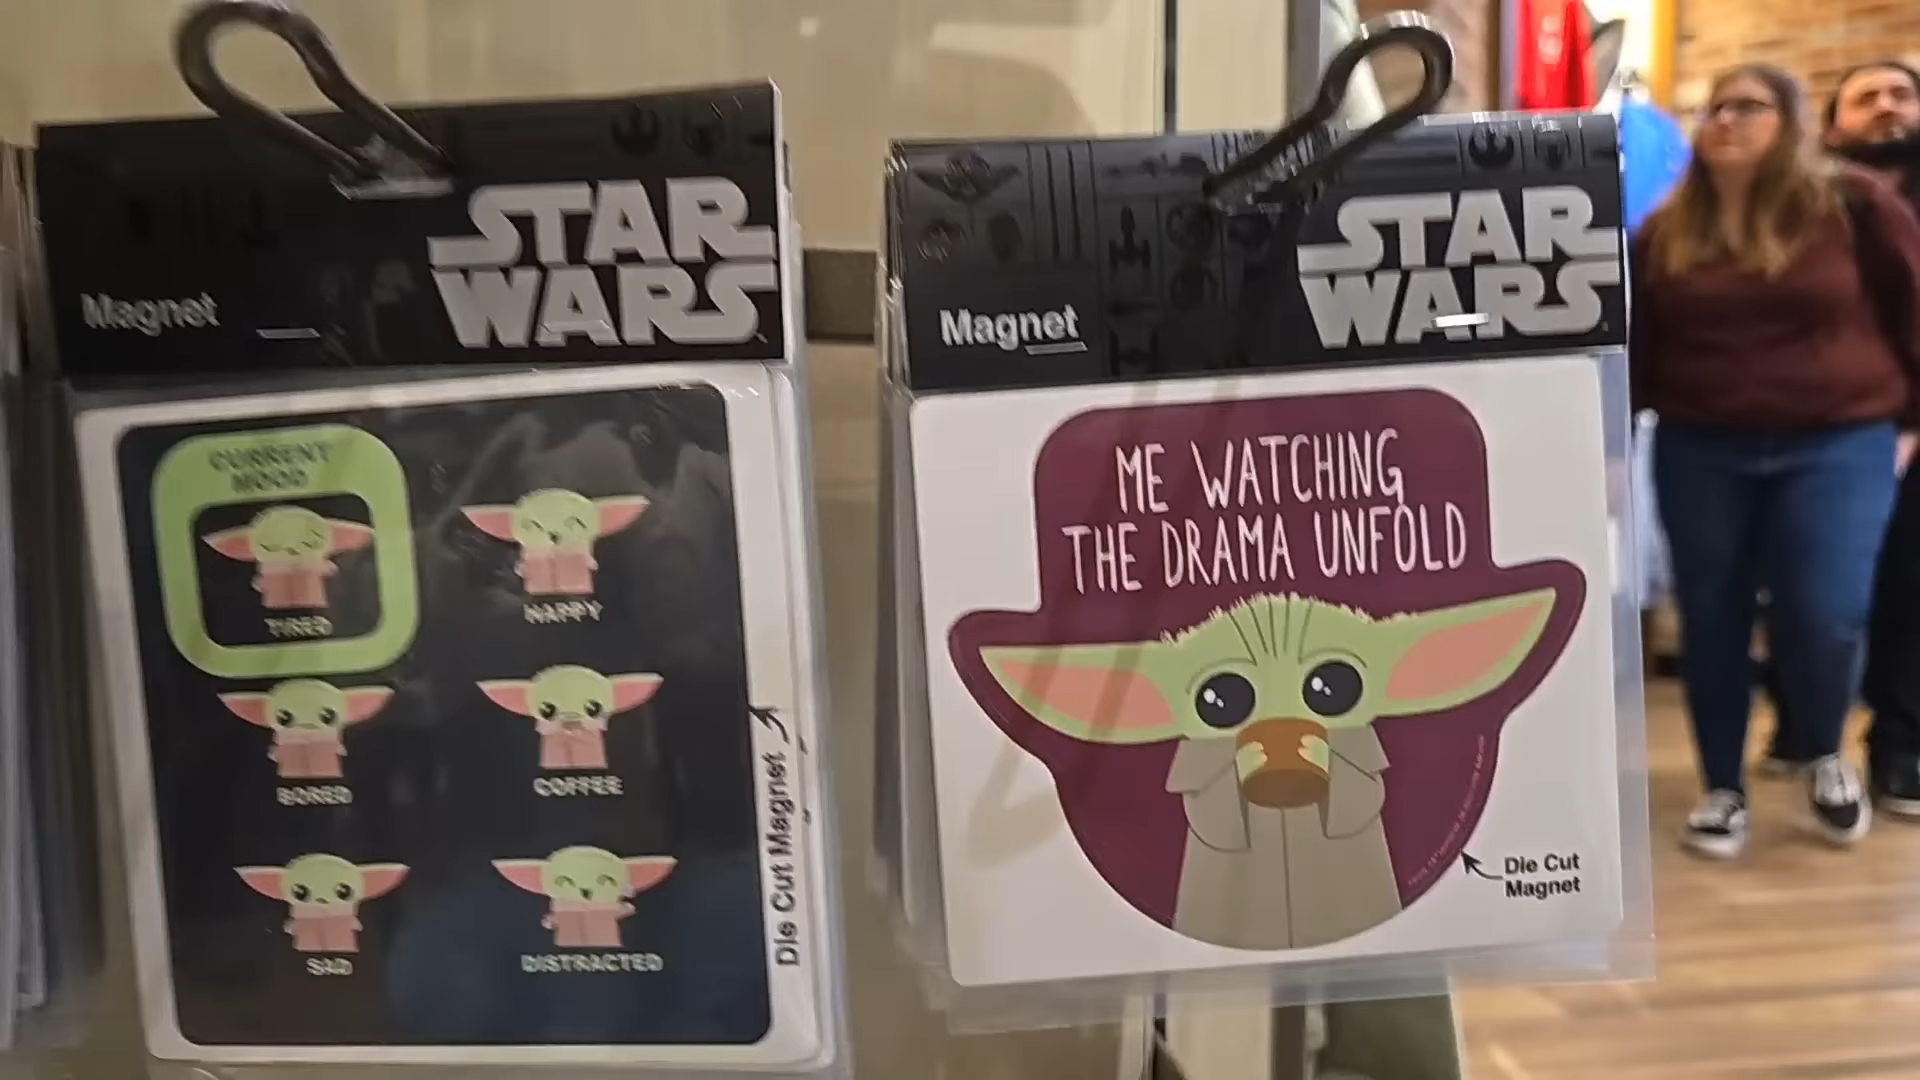 STAR
WARS
Magnet
CURRENT
MOOD
TIRED
HAPPY
BORED
COFFEE
SAD
DISTRACTED
Die Cut Magnet
STAR
WARS
Magnet
ME WATCHING
THE DRAMA UNFOLD
Die Cut
Magnet